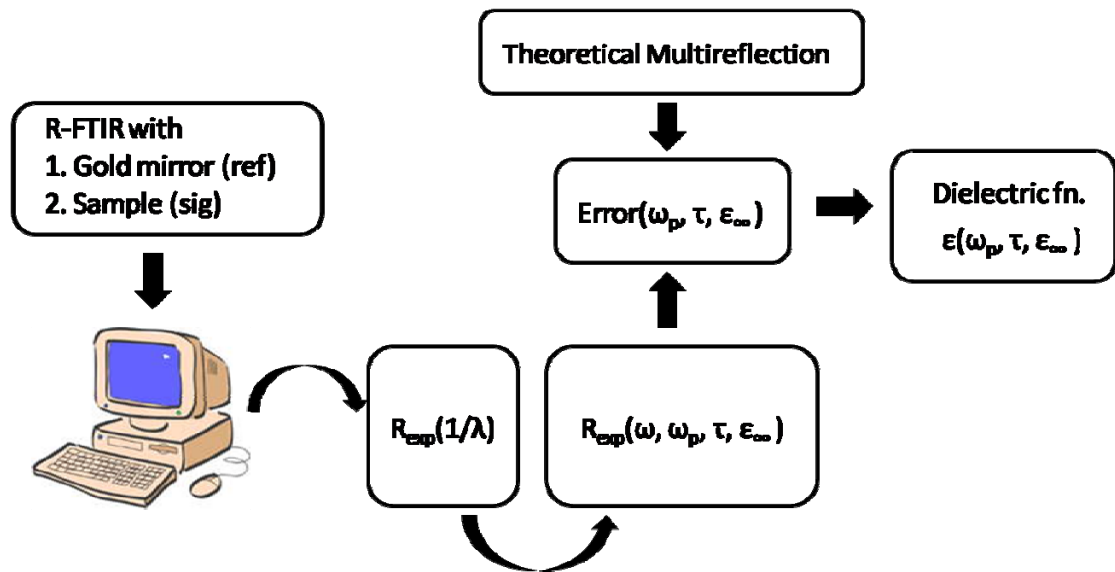 Theoretical Multireflection
R-FTIR with
1. Gold mirror (ref)
2. Sample (sig)
Error(ωₚ, τ, ε∞)
Dielectric fn.
ε(ωₚ, τ, ε∞ )
Rₑₓₚ(1/λ)
Rₑₓₚ(ω, ωₚ, τ, ε∞)